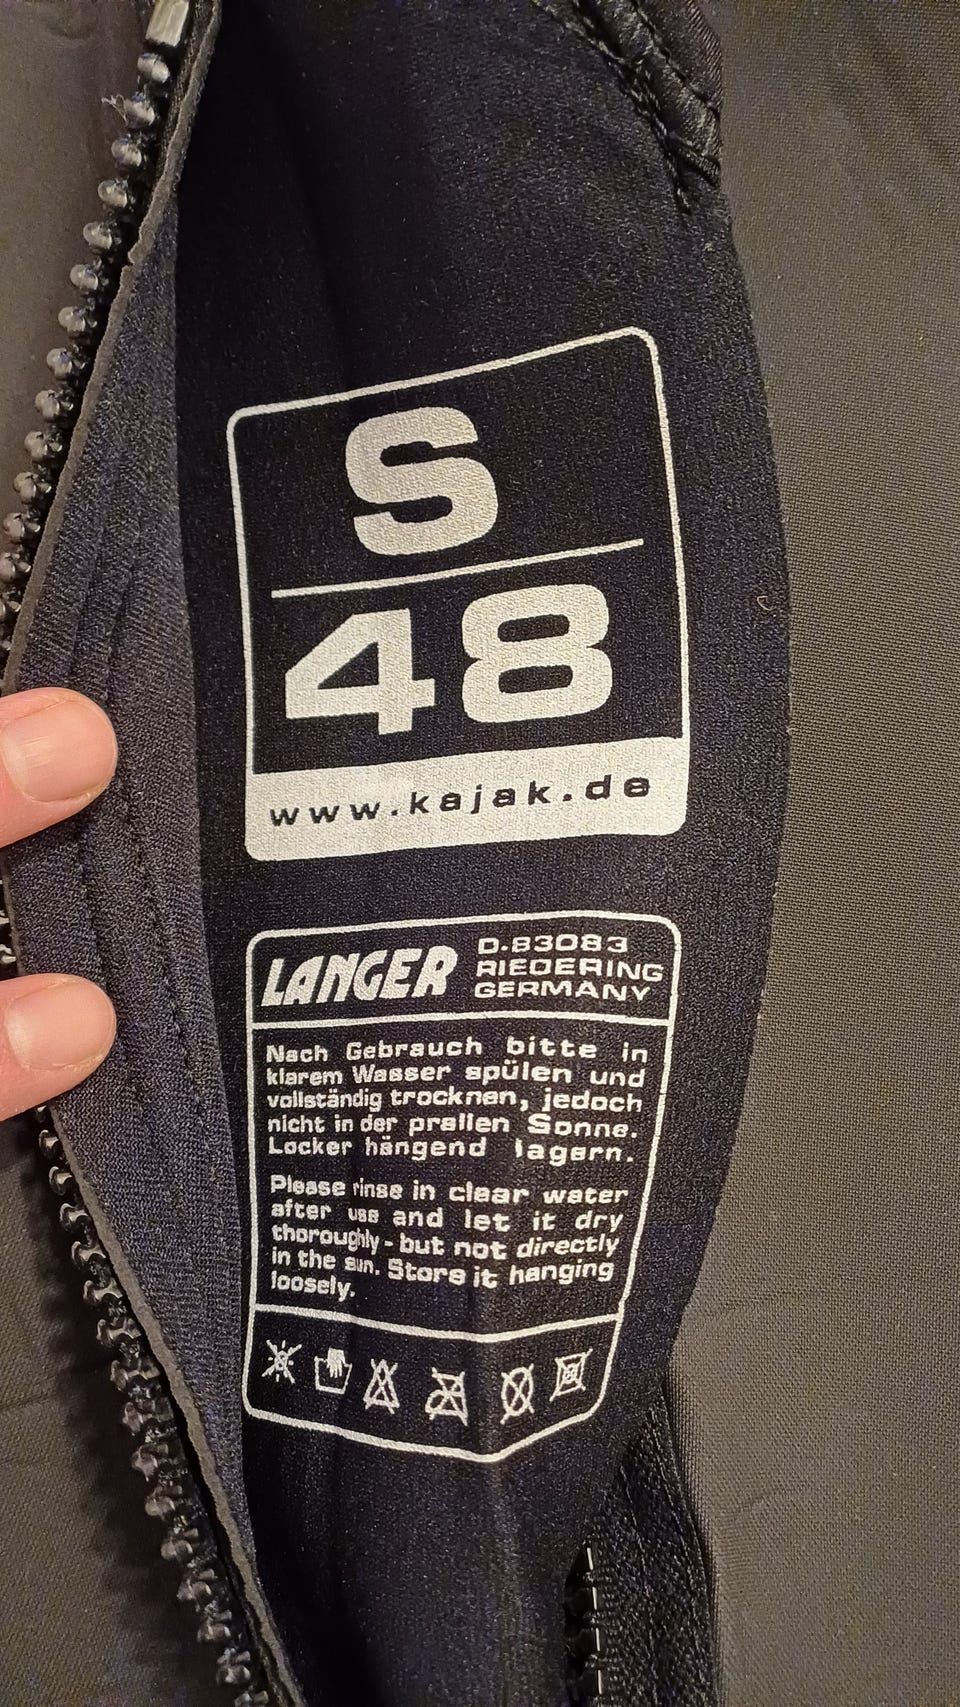 S
48
www.kajak.de
LANGER
D-83083
RIEDERING
GERMANY
Nach Gebrauch bitte in
klarem Wasser spülen und
vollständig trocknen, jedoch
nicht in der prallen Sonne.
Locker hängend lagern.
Please rinse in clear water
after use and let it dry
thoroughly - but not directly
in the sun. Store it hanging
loosely.